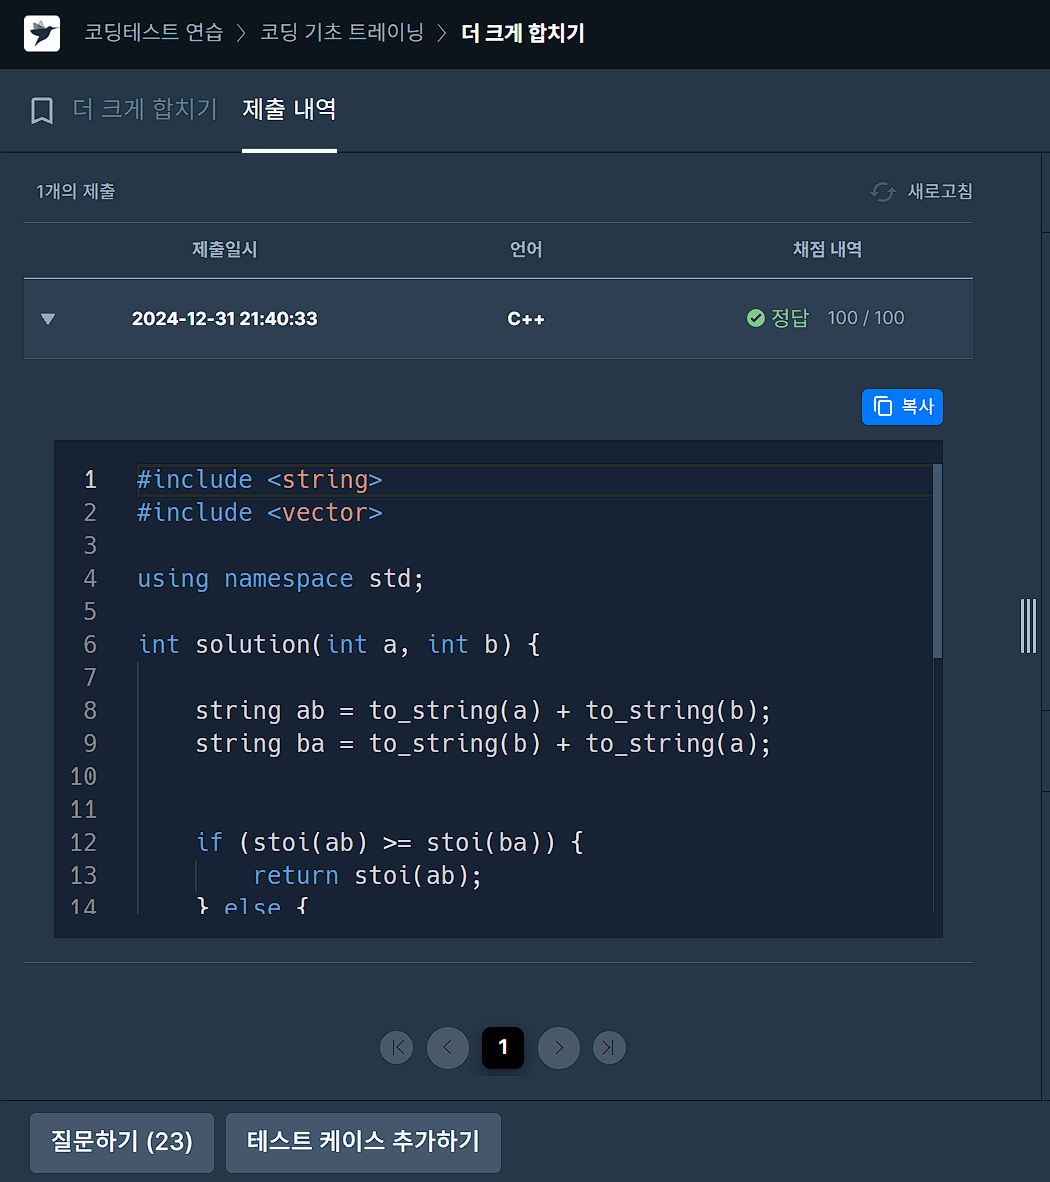 코딩테스트 연습 > 코딩 기초 트레이닝 > 더 크게 합치기
더 크게 합치기 제출 내역
1개의 제출 새로고침
제출일시 언어 채점 내역
2024-12-31 21:40:33 C++ 정답 100 / 100
복사
1 #include <string>
2 #include <vector>
3
4 using namespace std;
5
6 int solution(int a, int b) {
7
8 string ab = to_string(a) + to_string(b);
9 string ba = to_string(b) + to_string(a);
10
11
12 if (stoi(ab) >= stoi(ba)) {
13 return stoi(ab);
14 } else {
1
질문하기 (23) 테스트 케이스 추가하기